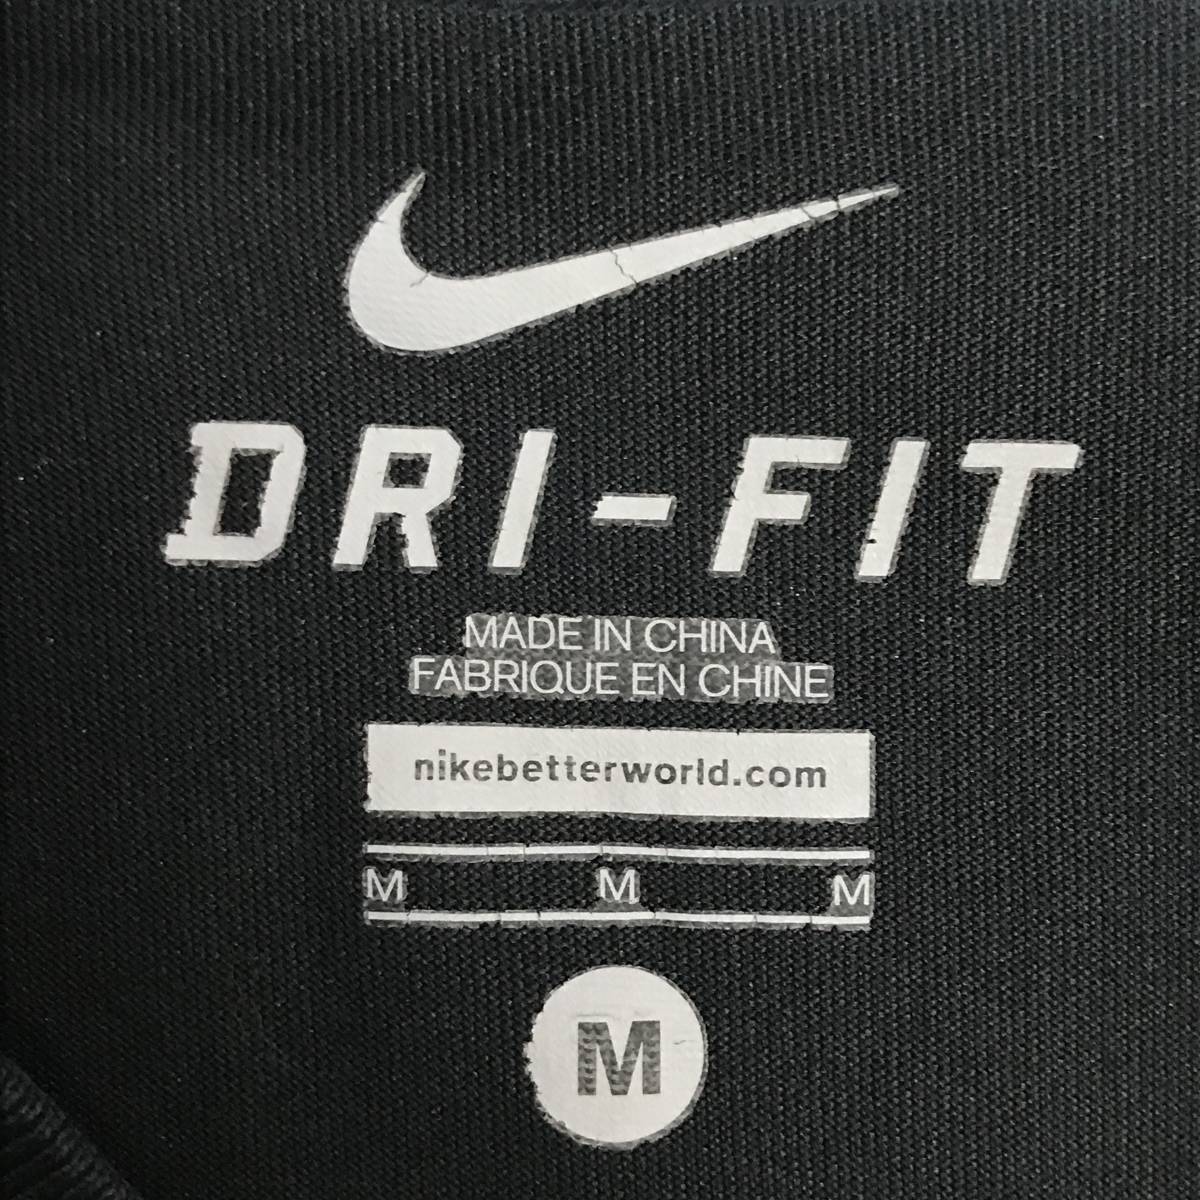 DRI-FIT
MADE IN CHINA
FABRIQUE EN CHINE
nikebetterworld.com
M M M
M